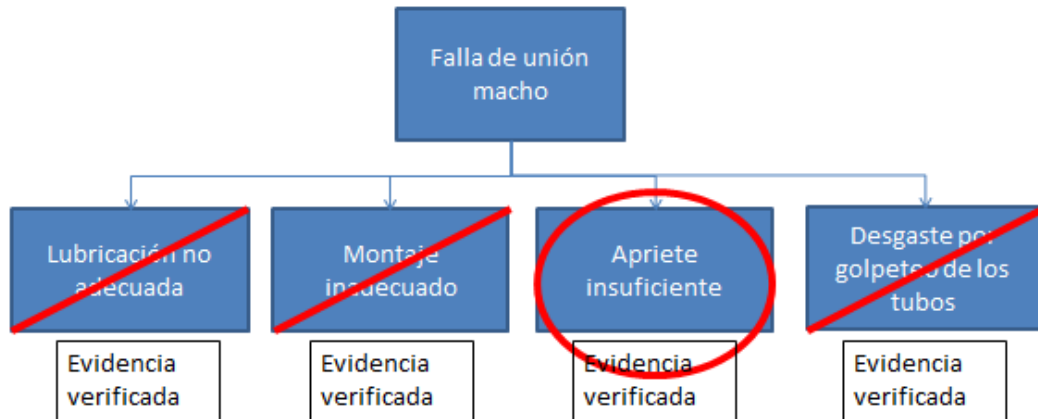 Falla de unión
macho
Lubricación no
adecuada
Montaje
inadecuado
Apriete
insuficiente
Desgaste por
golpeteo de los
tubos
Evidencia
verificada
Evidencia
verificada
Evidencia
verificada
Evidencia
verificada